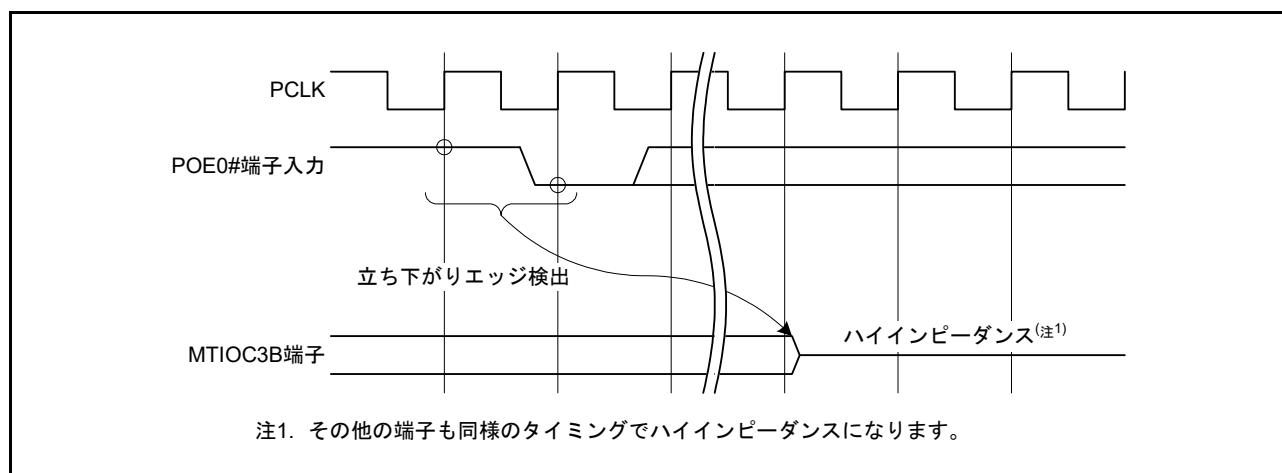 PCLK
POE0#端子入力
立ち下がりエッジ検出
ハイインピーダンス(注1)
MTIOC3B端子
注1. その他の端子も同様のタイミングでハイインピーダンスになります。